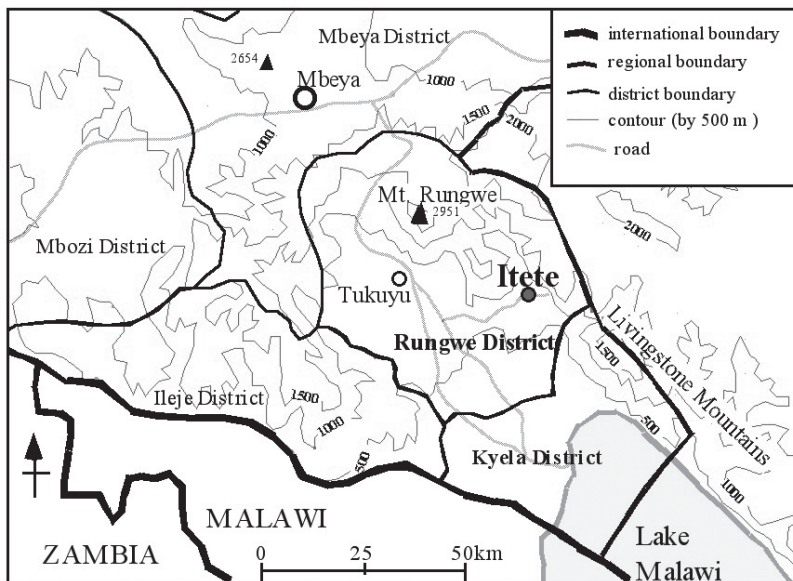 Mbeya District
2654
Mbeya
1000
1500
2000
1000
international boundary
regional boundary
district boundary
contour (by 500 m )
road
Mt. Rungwe
2951
2000
Mbozi District
Itete
Tukuyu
Rungwe District
Livingstone Mountains
1500
Ileje District
1500
1000
500
500
Kyela District
1000
MALAWI
ZAMBIA
0 25 50km
Lake
Malawi